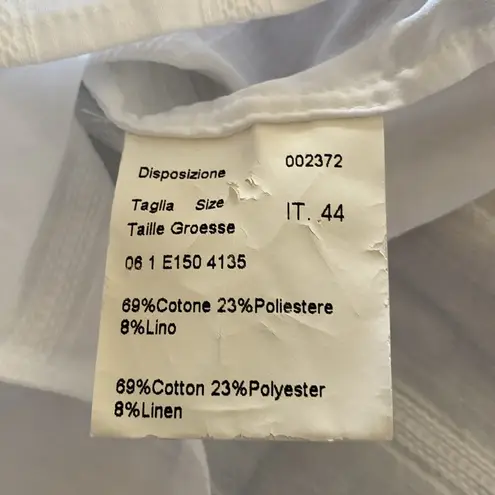 Disposizione 002372
Taglia Size IT. 44
Taille Groesse
06 1 E150 4135
69%Cotone 23%Poliestere
8%Lino
69%Cotton 23%Polyester
8%Linen